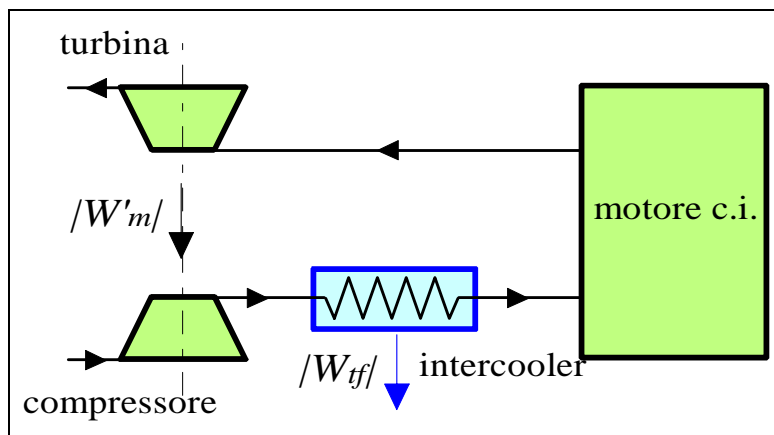 turbina
|W'm|
motore c.i.
|Wtf| intercooler
compressore